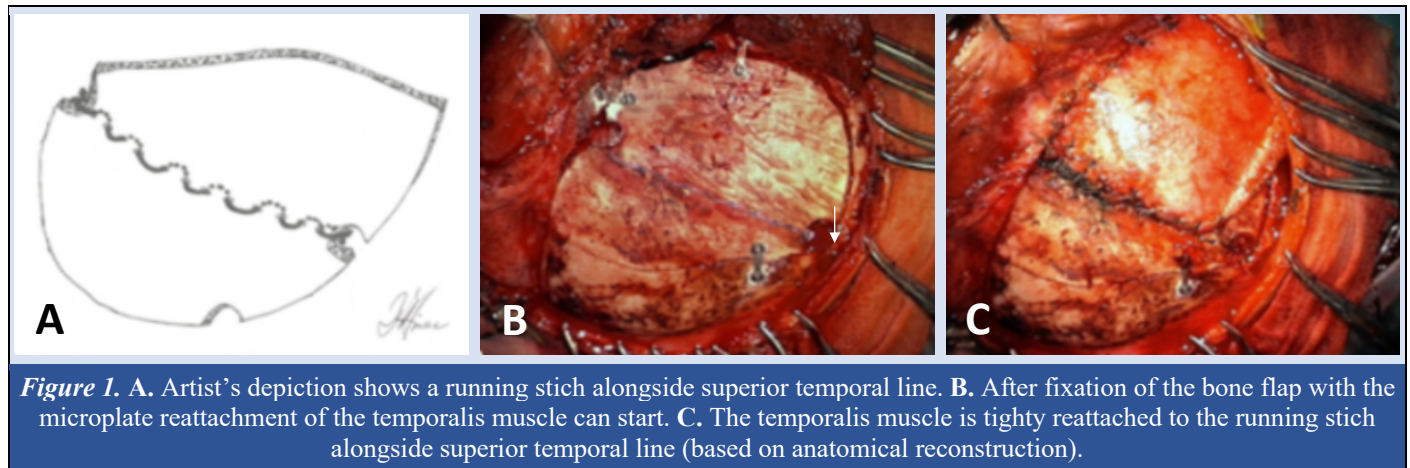 A
B
C
Figure 1. A. Artist’s depiction shows a running stich alongside superior temporal line. B. After fixation of the bone flap with the
microplate reattachment of the temporalis muscle can start. C. The temporalis muscle is tighty reattached to the running stich
alongside superior temporal line (based on anatomical reconstruction).